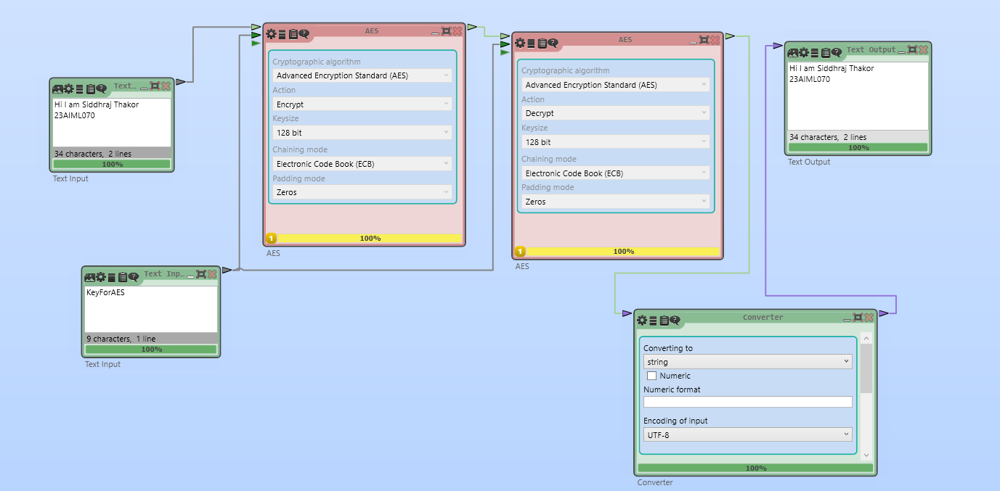 Text…
Hi I am Siddhraj Thakor
23AIML070
34 characters,  2 lines
100%
Text Input
AES
Cryptographic algorithm
Advanced Encryption Standard (AES)
Action
Encrypt
Keysize
128 bit
Chaining mode
Electronic Code Book (ECB)
Padding mode
Zeros
1
100%
AES
AES
Cryptographic algorithm
Advanced Encryption Standard (AES)
Action
Decrypt
Keysize
128 bit
Chaining mode
Electronic Code Book (ECB)
Padding mode
Zeros
1
100%
AES
Text Output
Hi I am Siddhraj Thakor
23AIML070
34 characters,  2 lines
100%
Text Output
Text Inp…
KeyForAES
9 characters,  1 line
100%
Text Input
Converter
Converting to
string
Numeric
Numeric format
Encoding of input
UTF-8
100%
Converter